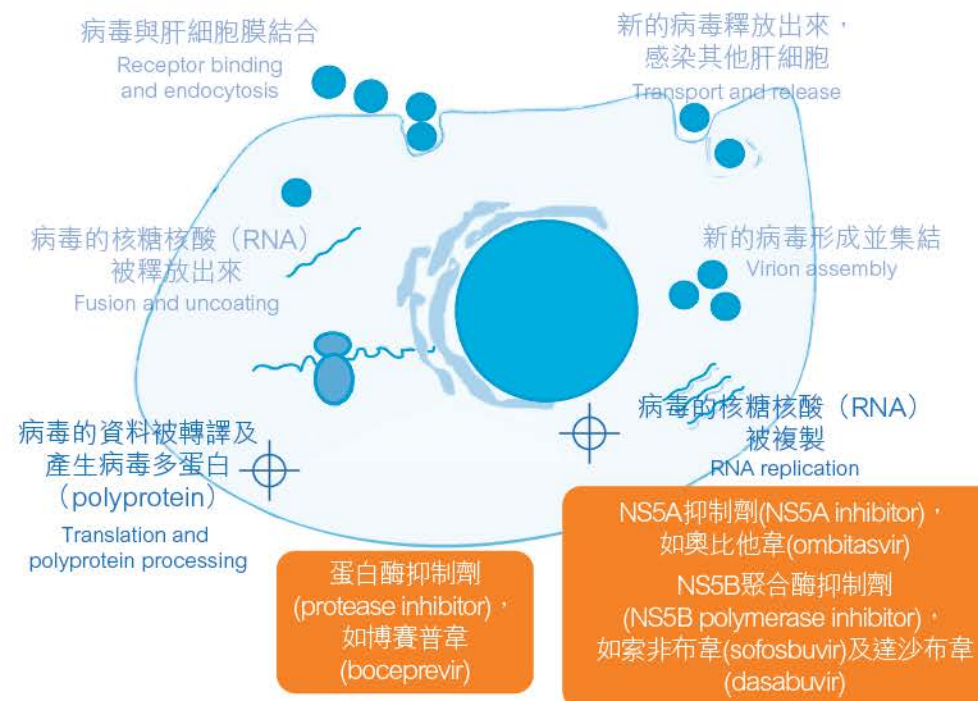 病毒與肝細胞膜結合
Receptor binding
and endocytosis
新的病毒釋放出來，
感染其他肝細胞
Transport and release
病毒的核糖核酸（RNA）
被釋放出來
Fusion and uncoating
新的病毒形成並集結
Virion assembly
病毒的資料被轉譯及
產生病毒多蛋白
（polyprotein）
Translation and
polyprotein processing
病毒的核糖核酸（RNA）
被複製
RNA replication
蛋白酶抑制劑
(protease inhibitor)，
如博賽普韋
(boceprevir)
NS5A抑制劑(NS5A inhibitor)，
如奧比他韋(ombitasvir)
NS5B聚合酶抑制劑
(NS5B polymerase inhibitor)，
如索非布韋(sofosbuvir)及達沙布韋
(dasabuvir)